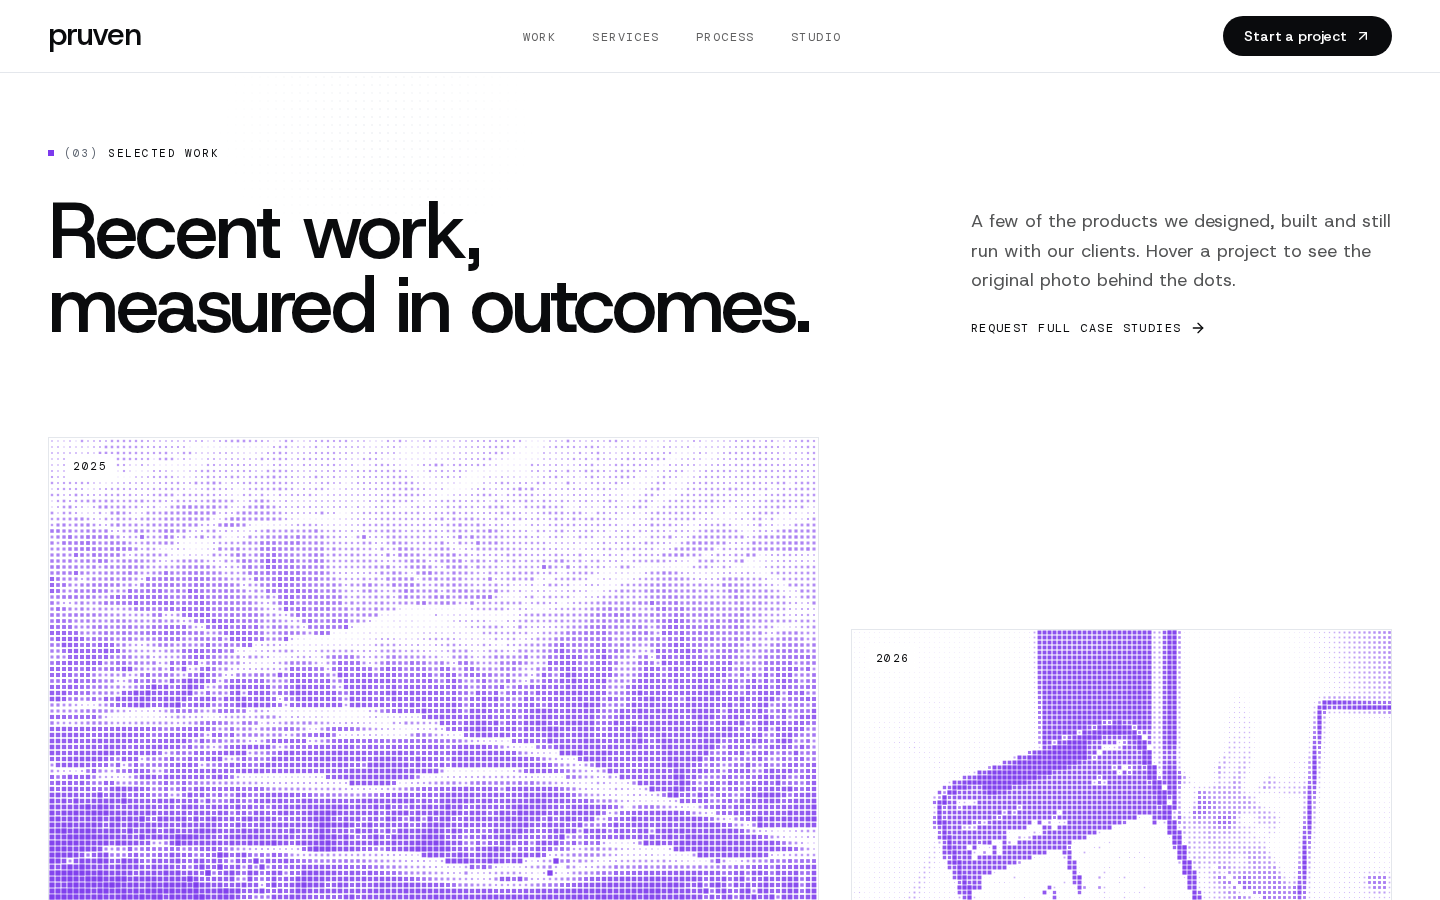 pruven
WORK SERVICES PROCESS STUDIO
Start a project
(03) SELECTED WORK
Recent work,
measured in outcomes.
A few of the products we designed, built and still
run with our clients. Hover a project to see the
original photo behind the dots.
REQUEST FULL CASE STUDIES
2025
2026